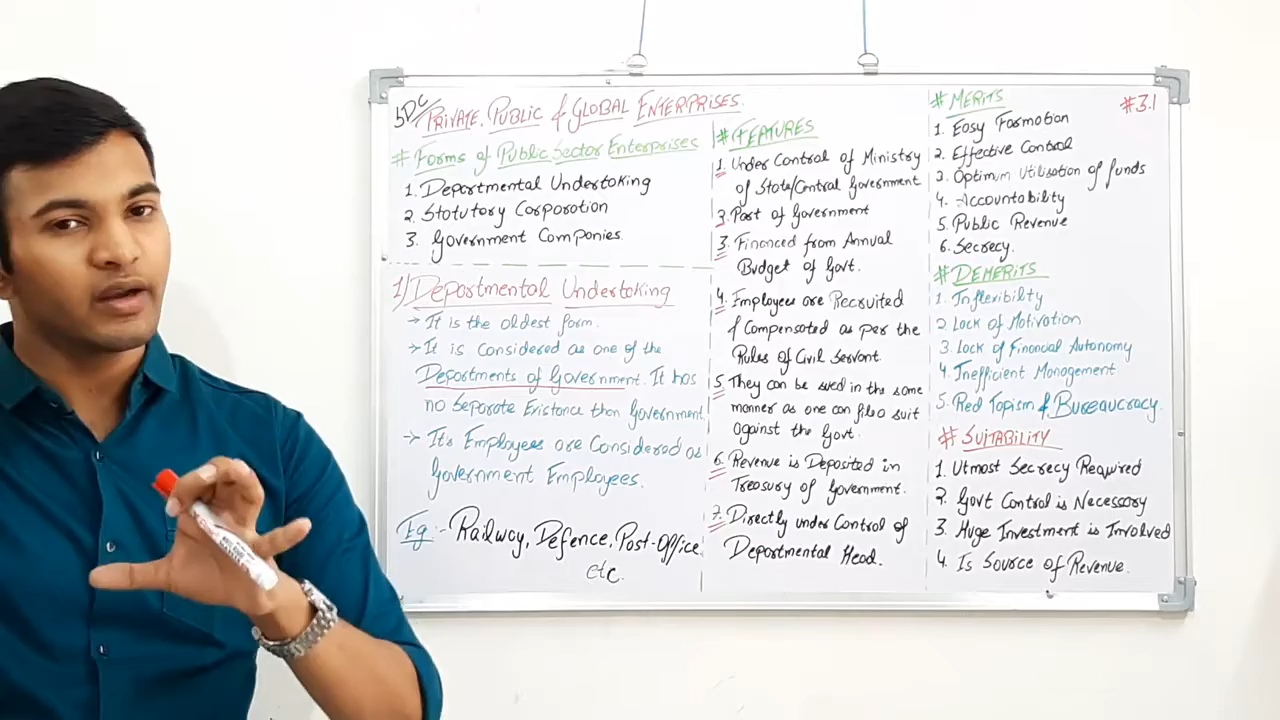 SDC/
PRIVATE, PUBLIC & GLOBAL ENTERPRISES.
# Forms of Public Sector Enterprises
1. Departmental Undertaking
2. Statutory Corporation
3. Government Companies.
1) Departmental Undertaking
→ It is the oldest form.
→ It is Considered as one of the
Departments of Government. It has
no Separate Existance than Government.
→ It's Employees are Considered as
Government Employees.
Eg :- Railway, Defence, Post-Office
etc.
# FEATURES
1. Under Control of Ministry
of State/Central Government
2. Part of Government
3. Financed from Annual
Budget of Govt.
4. Employees are Recruited
& Compensated as per the
Rules of Civil Servant.
5. They can be sued in the same
manner as one can file a suit
against the Govt.
6. Revenue is Deposited in
Treasury of Government.
7. Directly under Control of
Departmental Head.
# MERITS
#3.1
1. Easy Formation
2. Effective Control
3. Optimum Utilisation of funds
4. Accountability
5. Public Revenue
6. Secrecy.
# DEMERITS
1. Inflexibilty
2. Lack of Motivation
3. Lack of Financial Autonomy
4. Inefficient Management
5. Red Tapism & Bureaucracy.
# SUITABILITY
1. Utmost Secrecy Required
2. Govt Control is Necessory
3. Huge Investment is Involved
4. Is Source of Revenue.